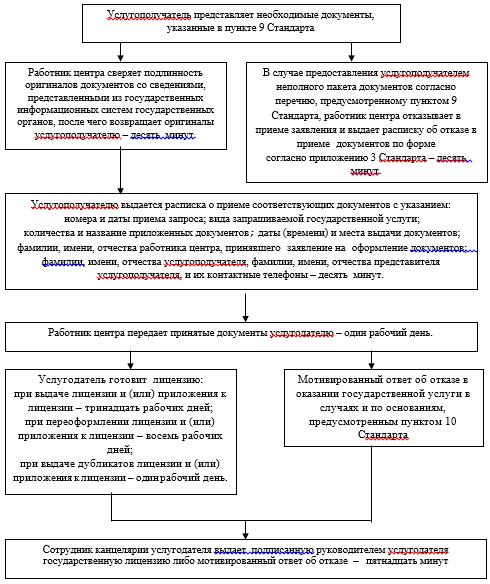 Услугополучатель представляет необходимые документы,
указанные в пункте 9 Стандарта
Работник центра сверяет подлинность
оригиналов документов со сведениями,
представленными из государственных
информационных систем государственных
органов, после чего возвращает оригиналы
услугополучателю – десять минут.
В случае предоставления услугополучателем
неполного пакета документов согласно
перечню, предусмотренному пунктом 9
Стандарта, работник центра отказывает в
приеме заявления и выдает расписку об отказе в
приеме документов по форме
согласно приложению 3 Стандарта – десять
минут.
Услугополучателю выдается расписка о приеме соответствующих документов с указанием:
номера и даты приема запроса; вида запрашиваемой государственной услуги;
количества и название приложенных документов; даты (времени) и места выдачи документов;
фамилии, имени, отчества работника центра, принявшего заявление на оформление документов;
фамилии, имени, отчества услугополучателя, фамилии, имени, отчества представителя
услугополучателя, и их контактные телефоны – десять минут.
Работник центра передает принятые документы услугодателю – один рабочий день.
Услугодатель готовит лицензию:
при выдаче лицензии и (или) приложения к
лицензии – тринадцать рабочих дней;
при переоформлении лицензии и (или)
приложения к лицензии – восемь рабочих
дней;
при выдаче дубликатов лицензии и (или)
приложения к лицензии – один рабочий день.
Мотивированный ответ об отказе в
оказании государственной услуги в
случаях и по основаниям,
предусмотренным пунктом 10
Стандарта
Сотрудник канцелярии услугодателя выдает подписанную руководителем услугодателя
государственную лицензию либо мотивированный ответ об отказе – пятнадцать минут